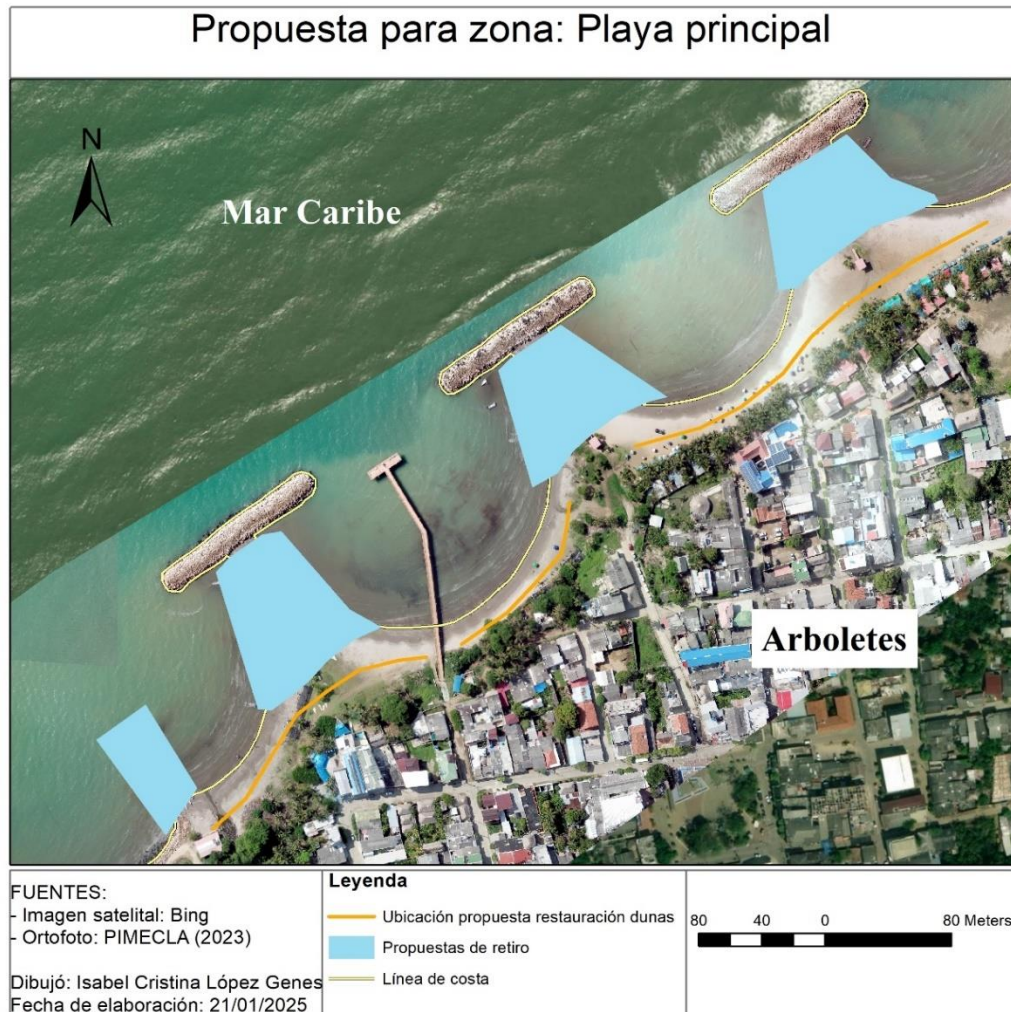 Propuesta para zona: Playa principal
N
Mar Caribe
Arboletes
FUENTES:
- Imagen satelital: Bing
- Ortofoto: PIMECLA (2023)
Dibujó: Isabel Cristina López Genes
Fecha de elaboración: 21/01/2025
Leyenda
Ubicación propuesta restauración dunas
Propuestas de retiro
Línea de costa
80 40 0 80 Meters